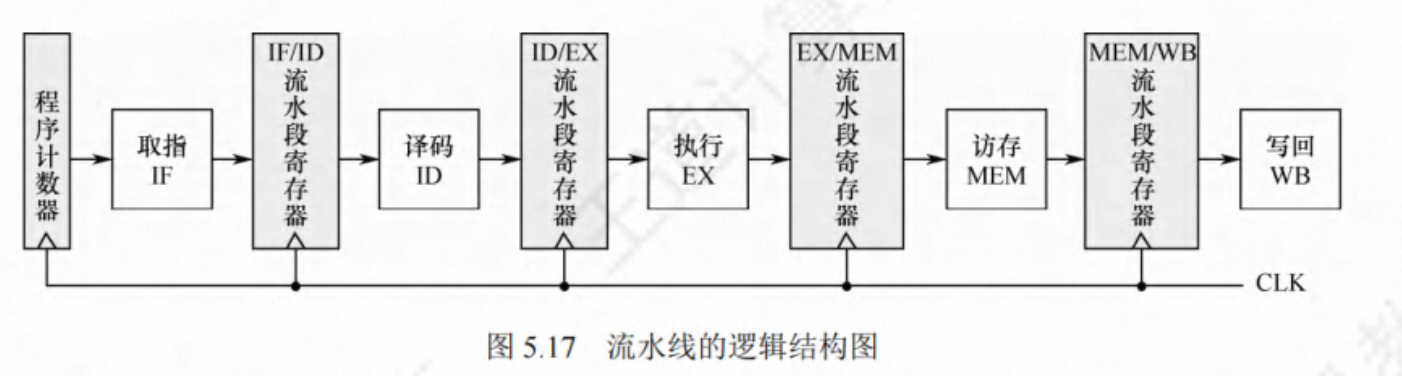 程序计数器
取指
IF
IF/ID
流水段寄存器
译码
ID
ID/EX
流水段寄存器
执行
EX
EX/MEM
流水段寄存器
访存
MEM
MEM/WB
流水段寄存器
写回
WB
CLK
图 5.17 流水线的逻辑结构图